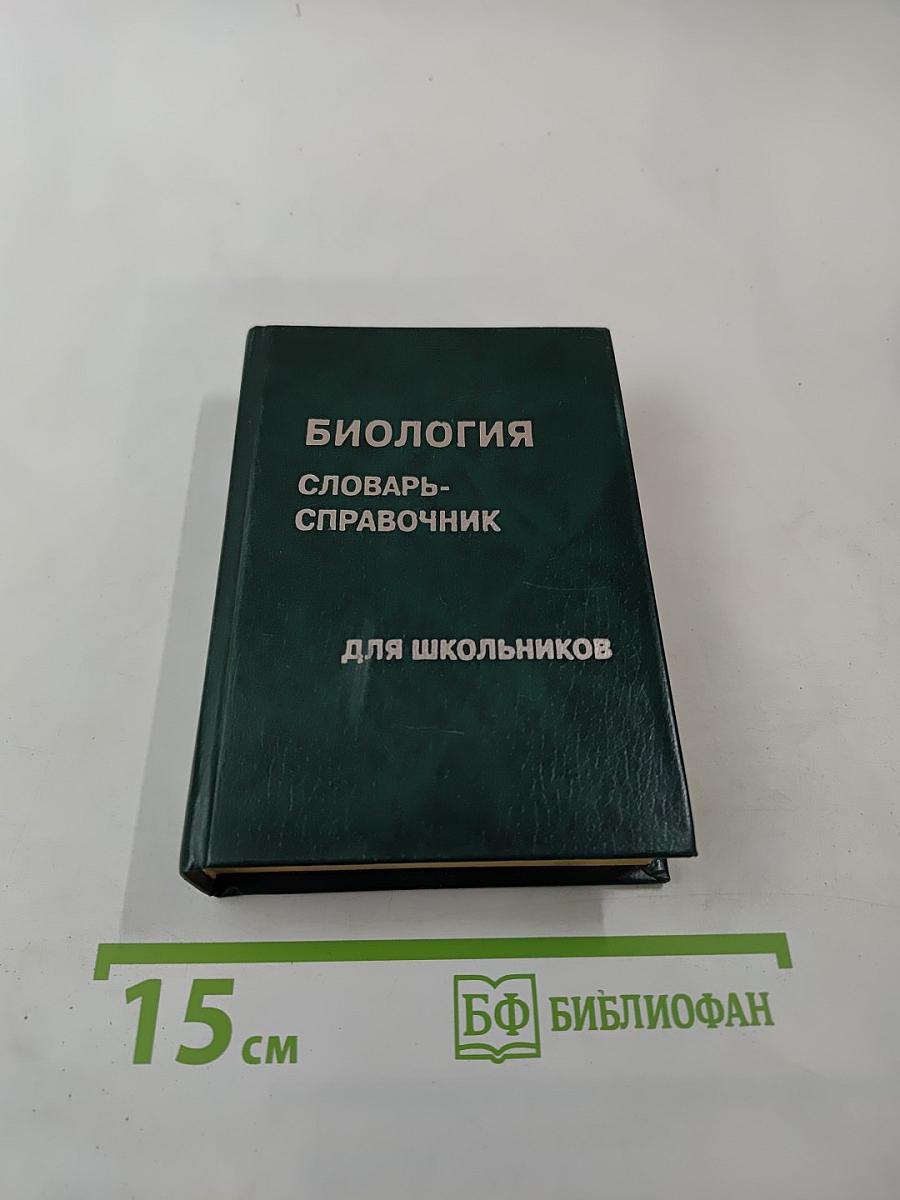 БИОЛОГИЯ
СЛОВАРЬ-
СПРАВОЧНИК
ДЛЯ ШКОЛЬНИКОВ
15 см
БФ БИБЛИОФАН